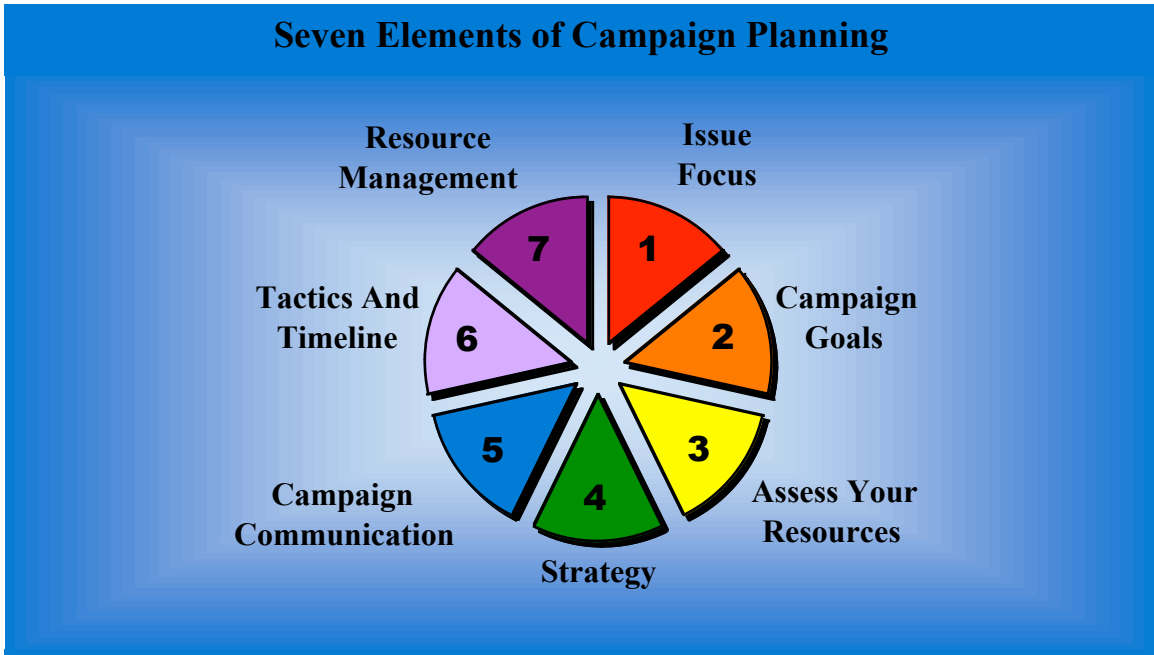 Seven Elements of Campaign Planning
Resource
Management
Issue
Focus
7
1
Tactics And
Timeline
6
2
Campaign
Goals
5
3
Campaign
Communication
4
Assess Your
Resources
Strategy